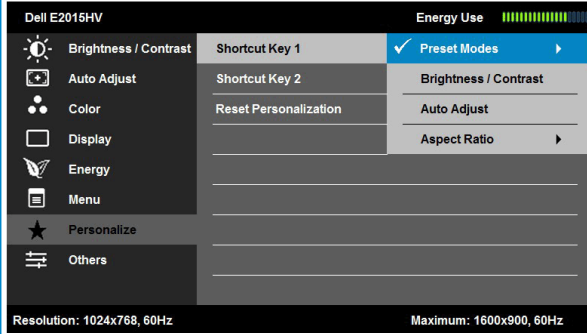 Dell E2015HV
Energy Use
Brightness / Contrast
Auto Adjust
Color
Display
Energy
Menu
Personalize
Others
Shortcut Key 1
Shortcut Key 2
Reset Personalization
Preset Modes
Brightness / Contrast
Auto Adjust
Aspect Ratio
Resolution: 1024x768, 60Hz
Maximum: 1600x900, 60Hz